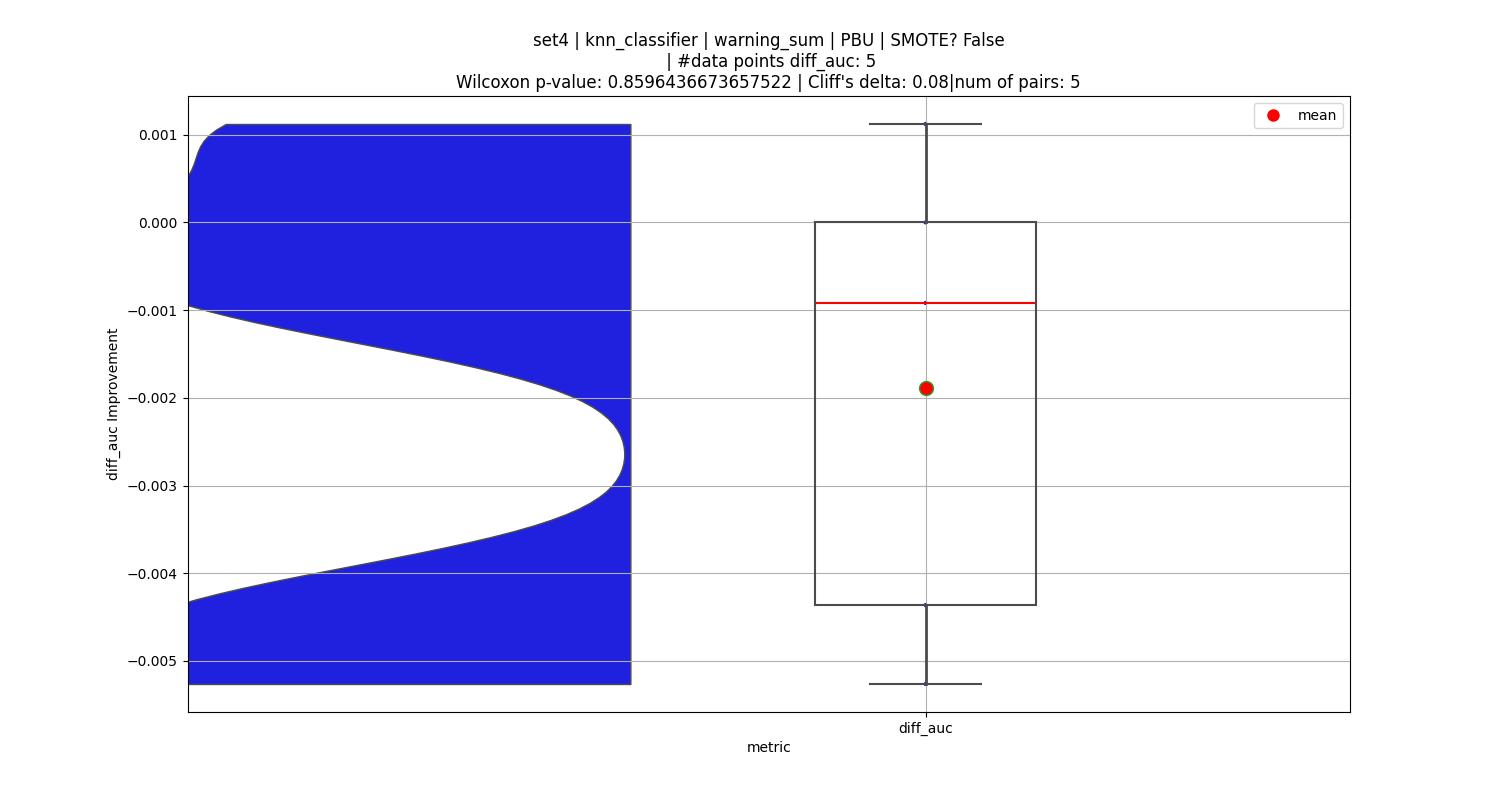 set4 | knn_classifier | warning_sum | PBU | SMOTE? False
| #data points diff_auc: 5
Wilcoxon p-value: 0.8596436673657522 | Cliff's delta: 0.08|num of pairs: 5
mean
0.001
0.000
−0.001
−0.002
−0.003
−0.004
−0.005
diff_auc Improvement
diff_auc
metric